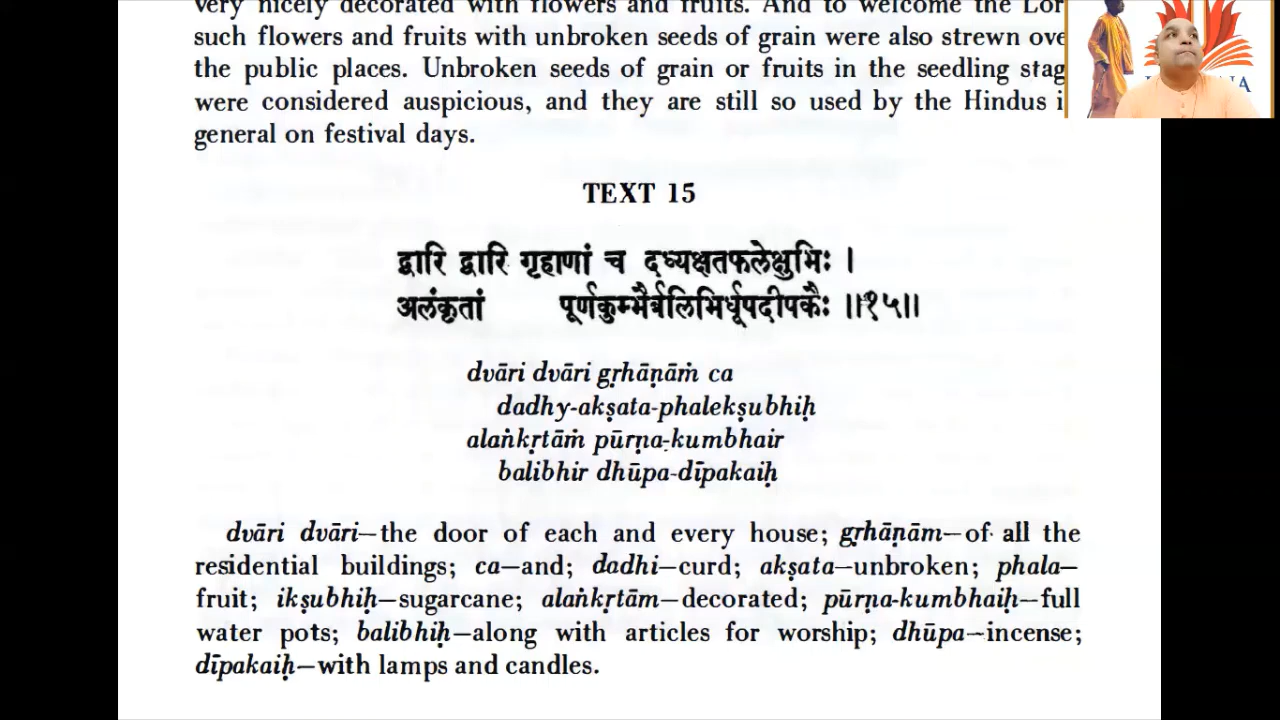 very nicely decorated with flowers and fruits. And to welcome the Lor
such flowers and fruits with unbroken seeds of grain were also strewn ove
the public places. Unbroken seeds of grain or fruits in the seedling stag
were considered auspicious, and they are still so used by the Hindus i
general on festival days.
TEXT 15
द्वारि द्वारि गृहाणां च दध्यक्षतफलेक्षुभिः ।
अलंकृतां पूर्णकुम्भैर्बलिभिर्धूपदीपकैः ॥१५॥
dvāri dvāri gṛhāṇāṁ ca
dadhy-akṣata-phalekṣubhiḥ
alaṅkṛtāṁ pūrṇa-kumbhair
balibhir dhūpa-dīpakaiḥ
dvāri dvāri—the door of each and every house; gṛhāṇām—of all the
residential buildings; ca—and; dadhi—curd; akṣata—unbroken; phala—
fruit; ikṣubhiḥ—sugarcane; alaṅkṛtām—decorated; pūrṇa-kumbhaiḥ—full
water pots; balibhiḥ—along with articles for worship; dhūpa—incense;
dīpakaiḥ—with lamps and candles.